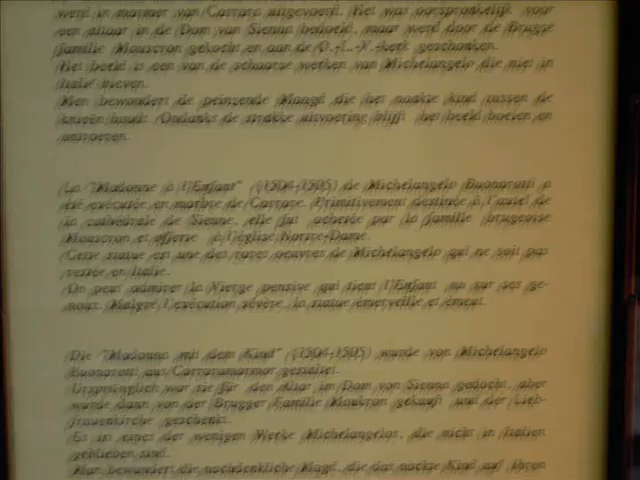 werd in marmer van Carrara uitgevoerd. Het was oorspronkelijk voor
een altaar in de Dom van Sienna bedoeld, maar werd door de Brugse
familie Mouscron gekocht en aan de O.-L.-V.-kerk geschonken.
Het beeld is een van de schaarse werken van Michelangelo die niet in
Italië bleven.
Men bewondert de peinzende Maagd die het naakte kind tussen de
knieën houdt. Ondanks de strakke uitvoering blijft het beeld boeien en
ontroeren.
La "Madonne à l'Enfant" (1504-1505) de Michelangelo Buonarotti a
été exécutée en marbre de Carrare. Primitivement destinée à l'autel de
la cathédrale de Sienne, elle fut achetée par la famille brugeoise
Mouscron et offerte à l'église Notre-Dame.
Cette statue est une des rares oeuvres de Michelangelo qui ne soit pas
restée en Italie.
On peut admirer la Vierge pensive qui tient l'Enfant nu sur ses ge-
noux. Malgré l'exécution sévère, la statue émerveille et émeut.
Die "Madonna mit dem Kind" (1504-1505) wurde von Michelangelo
Buonarotti aus Carraramarmor gestaltet.
Ursprünglich war sie für den Altar im Dom von Sienna gedacht, aber
wurde dann von der Brugger Familie Moukron gekauft und der Lieb-
frauenkirche geschenkt.
Es ist eines der wenigen Werke Michelangelos, die nicht in Italien
geblieben sind.
Man bewundert die nachdenkliche Magd, die das nackte Kind auf ihren